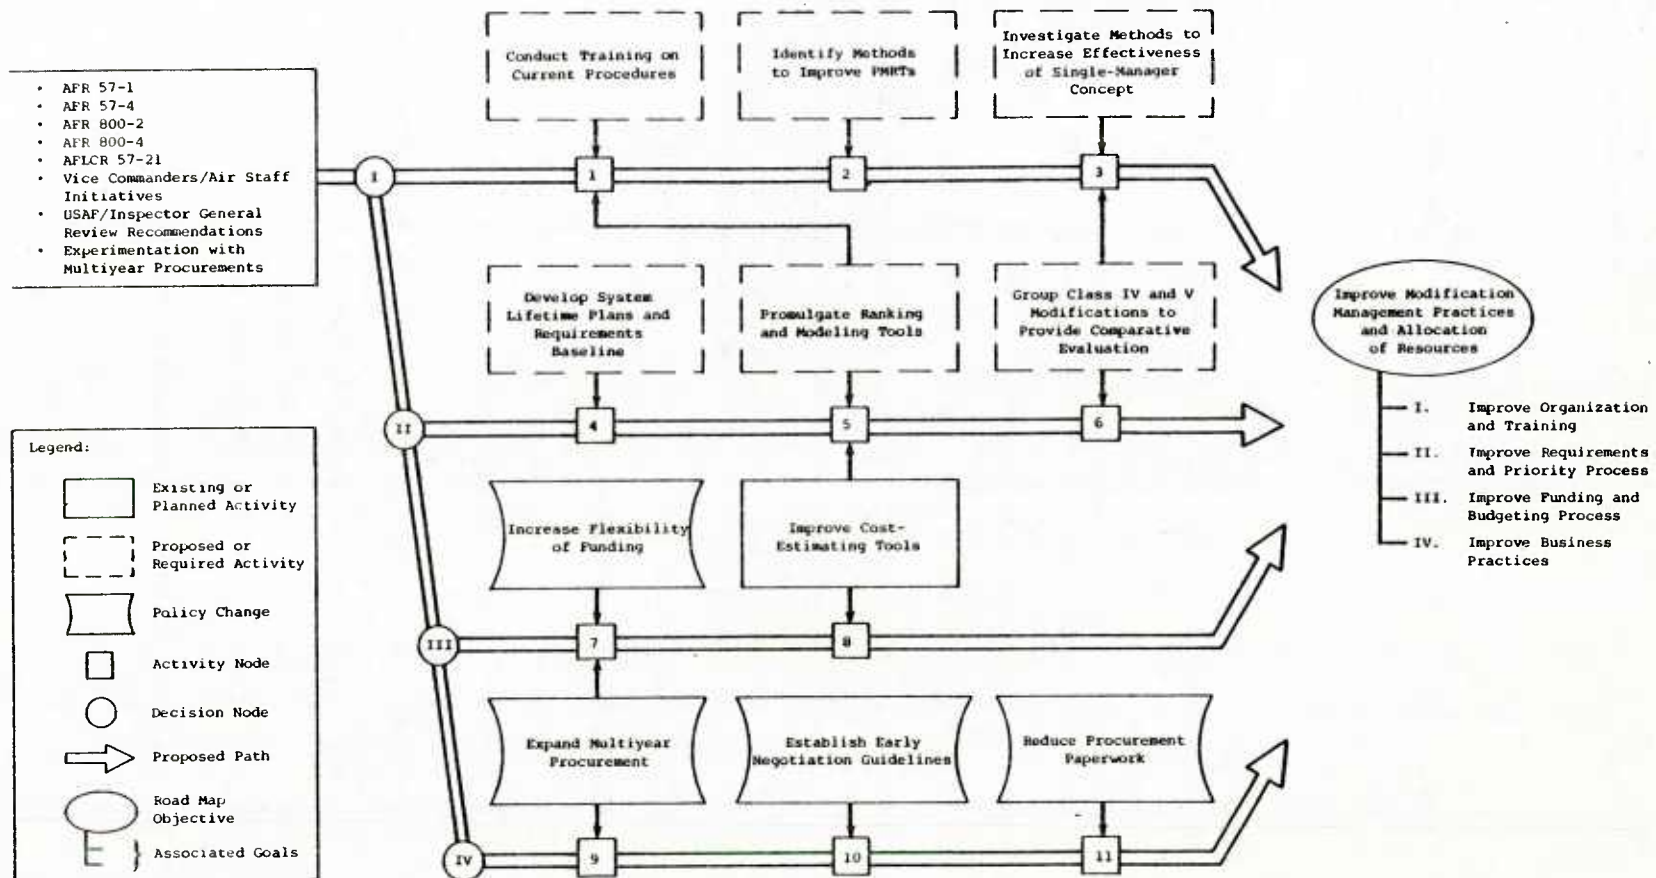 Conduct Training on
Current Procedures
Identify Methods
to Improve PMRTs
Investigate Methods to
Increase Effectiveness
of Single-Manager
Concept
• AFR 57-1
• AFR 57-4
• AFR 800-2
• AFR 800-4
• AFLCR 57-21
• Vice Commanders/Air Staff
Initiatives
• USAF/Inspector General
Review Recommendations
• Experimentation with
Multiyear Procurements
I
1
2
3
Develop System
Lifetime Plans and
Requirements
Baseline
Promulgate Ranking
and Modeling Tools
Group Class IV and V
Modifications to
Provide Comparative
Evaluation
Improve Modification
Management Practices
and Allocation
of Resources
I. Improve Organization
and Training
II. Improve Requirements
and Priority Process
III. Improve Funding and
Budgeting Process
IV. Improve Business
Practices
II
4
5
6
Increase Flexibility
of Funding
Improve Cost-
Estimating Tools
III
7
8
Expand Multiyear
Procurement
Establish Early
Negotiation Guidelines
Reduce Procurement
Paperwork
IV
9
10
11
Legend:
Existing or
Planned Activity
Proposed or
Required Activity
Policy Change
Activity Node
Decision Node
Proposed Path
Road Map
Objective
Associated Goals